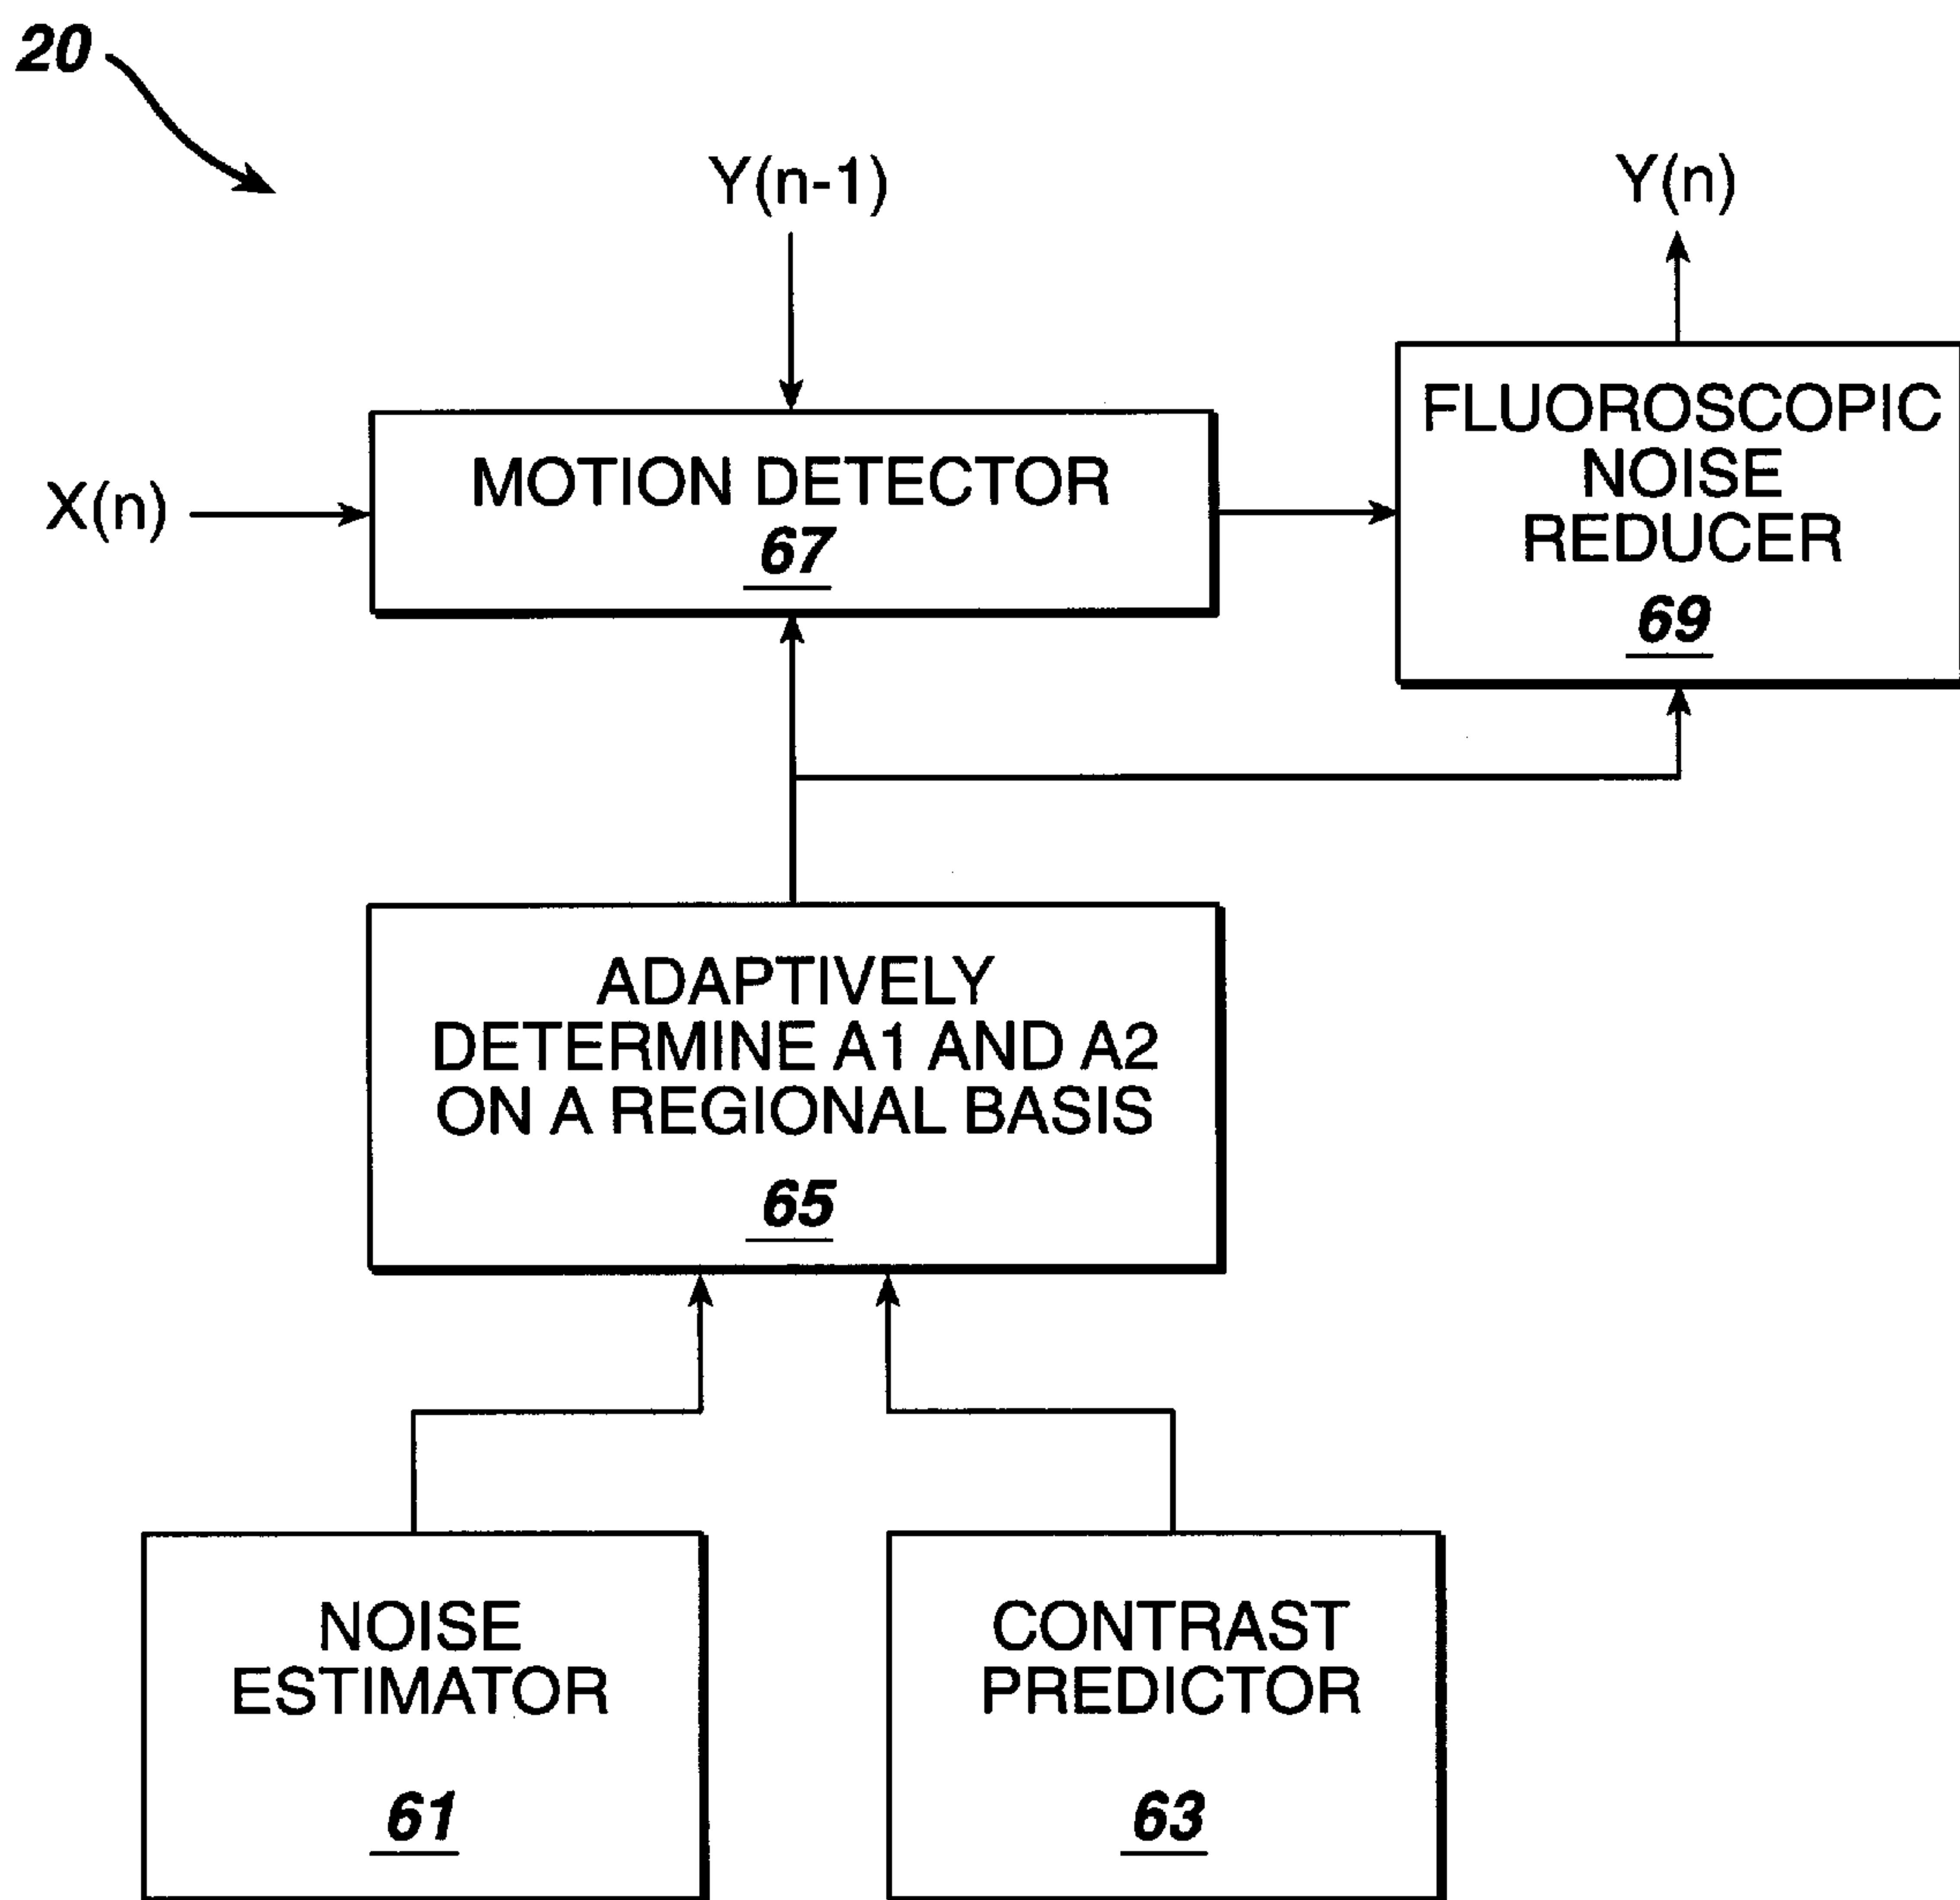 20
Y(n-1)
Y(n)
X(n)
MOTION DETECTOR
67
FLUOROSCOPIC
NOISE
REDUCER
69
ADAPTIVELY
DETERMINE A1 AND A2
ON A REGIONAL BASIS
65
NOISE
ESTIMATOR
61
CONTRAST
PREDICTOR
63